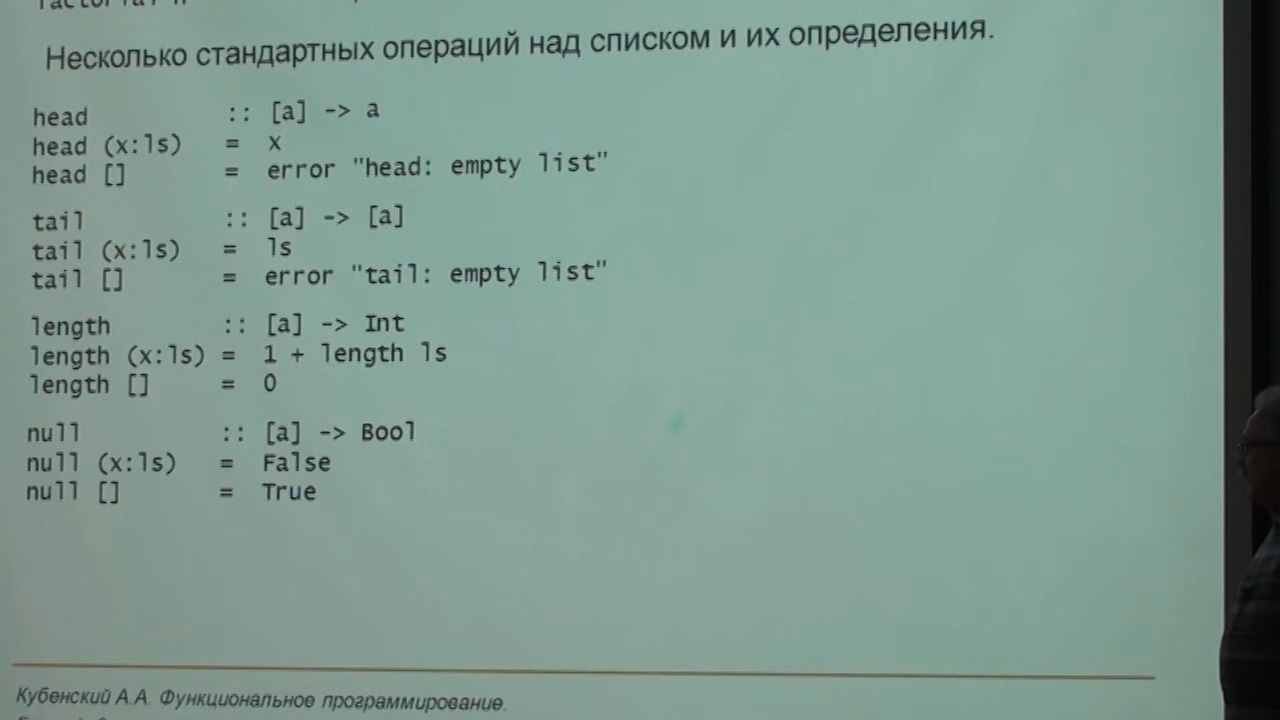 Несколько стандартных операций над списком и их определения.
head :: [a] -> a
head (x:ls) = x
head [] = error "head: empty list"
tail :: [a] -> [a]
tail (x:ls) = ls
tail [] = error "tail: empty list"
length :: [a] -> Int
length (x:ls) = 1 + length ls
length [] = 0
null :: [a] -> Bool
null (x:ls) = False
null [] = True
Кубенский А.А. Функциональное программирование.